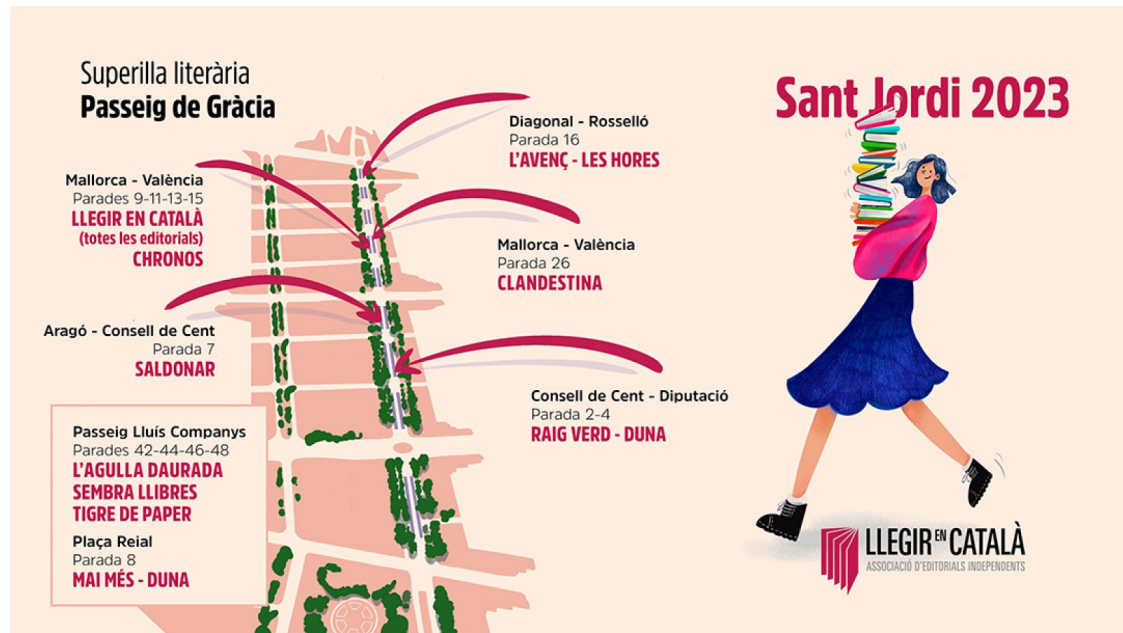 Superilla literària
Passeig de Gràcia
Sant Jordi 2023
Diagonal - Rosselló
Parada 16
L'AVENÇ - LES HORES
Mallorca - València
Parades 9-11-13-15
LLEGIR EN CATALÀ
(totes les editorials)
CHRONOS
Mallorca - València
Parada 26
CLANDESTINA
Aragó - Consell de Cent
Parada 7
SALDONAR
Consell de Cent - Diputació
Parada 2-4
RAIG VERD - DUNA
Passeig Lluís Companys
Parades 42-44-46-48
L'AGULLA DAURADA
SEMBRA LLIBRES
TIGRE DE PAPER
Plaça Reial
Parada 8
MAI MÉS - DUNA
LLEGIR EN CATALÀ
ASSOCIACIÓ D'EDITORIALS INDEPENDENTS